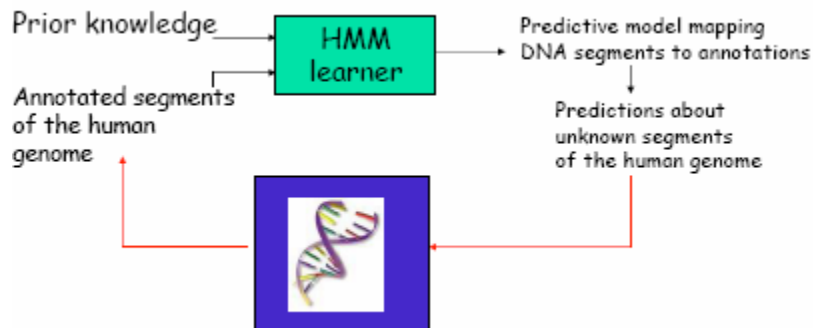 Prior knowledge
HMM
learner
Predictive model mapping
DNA segments to annotations
Annotated segments
of the human
genome
Predictions about
unknown segments
of the human genome